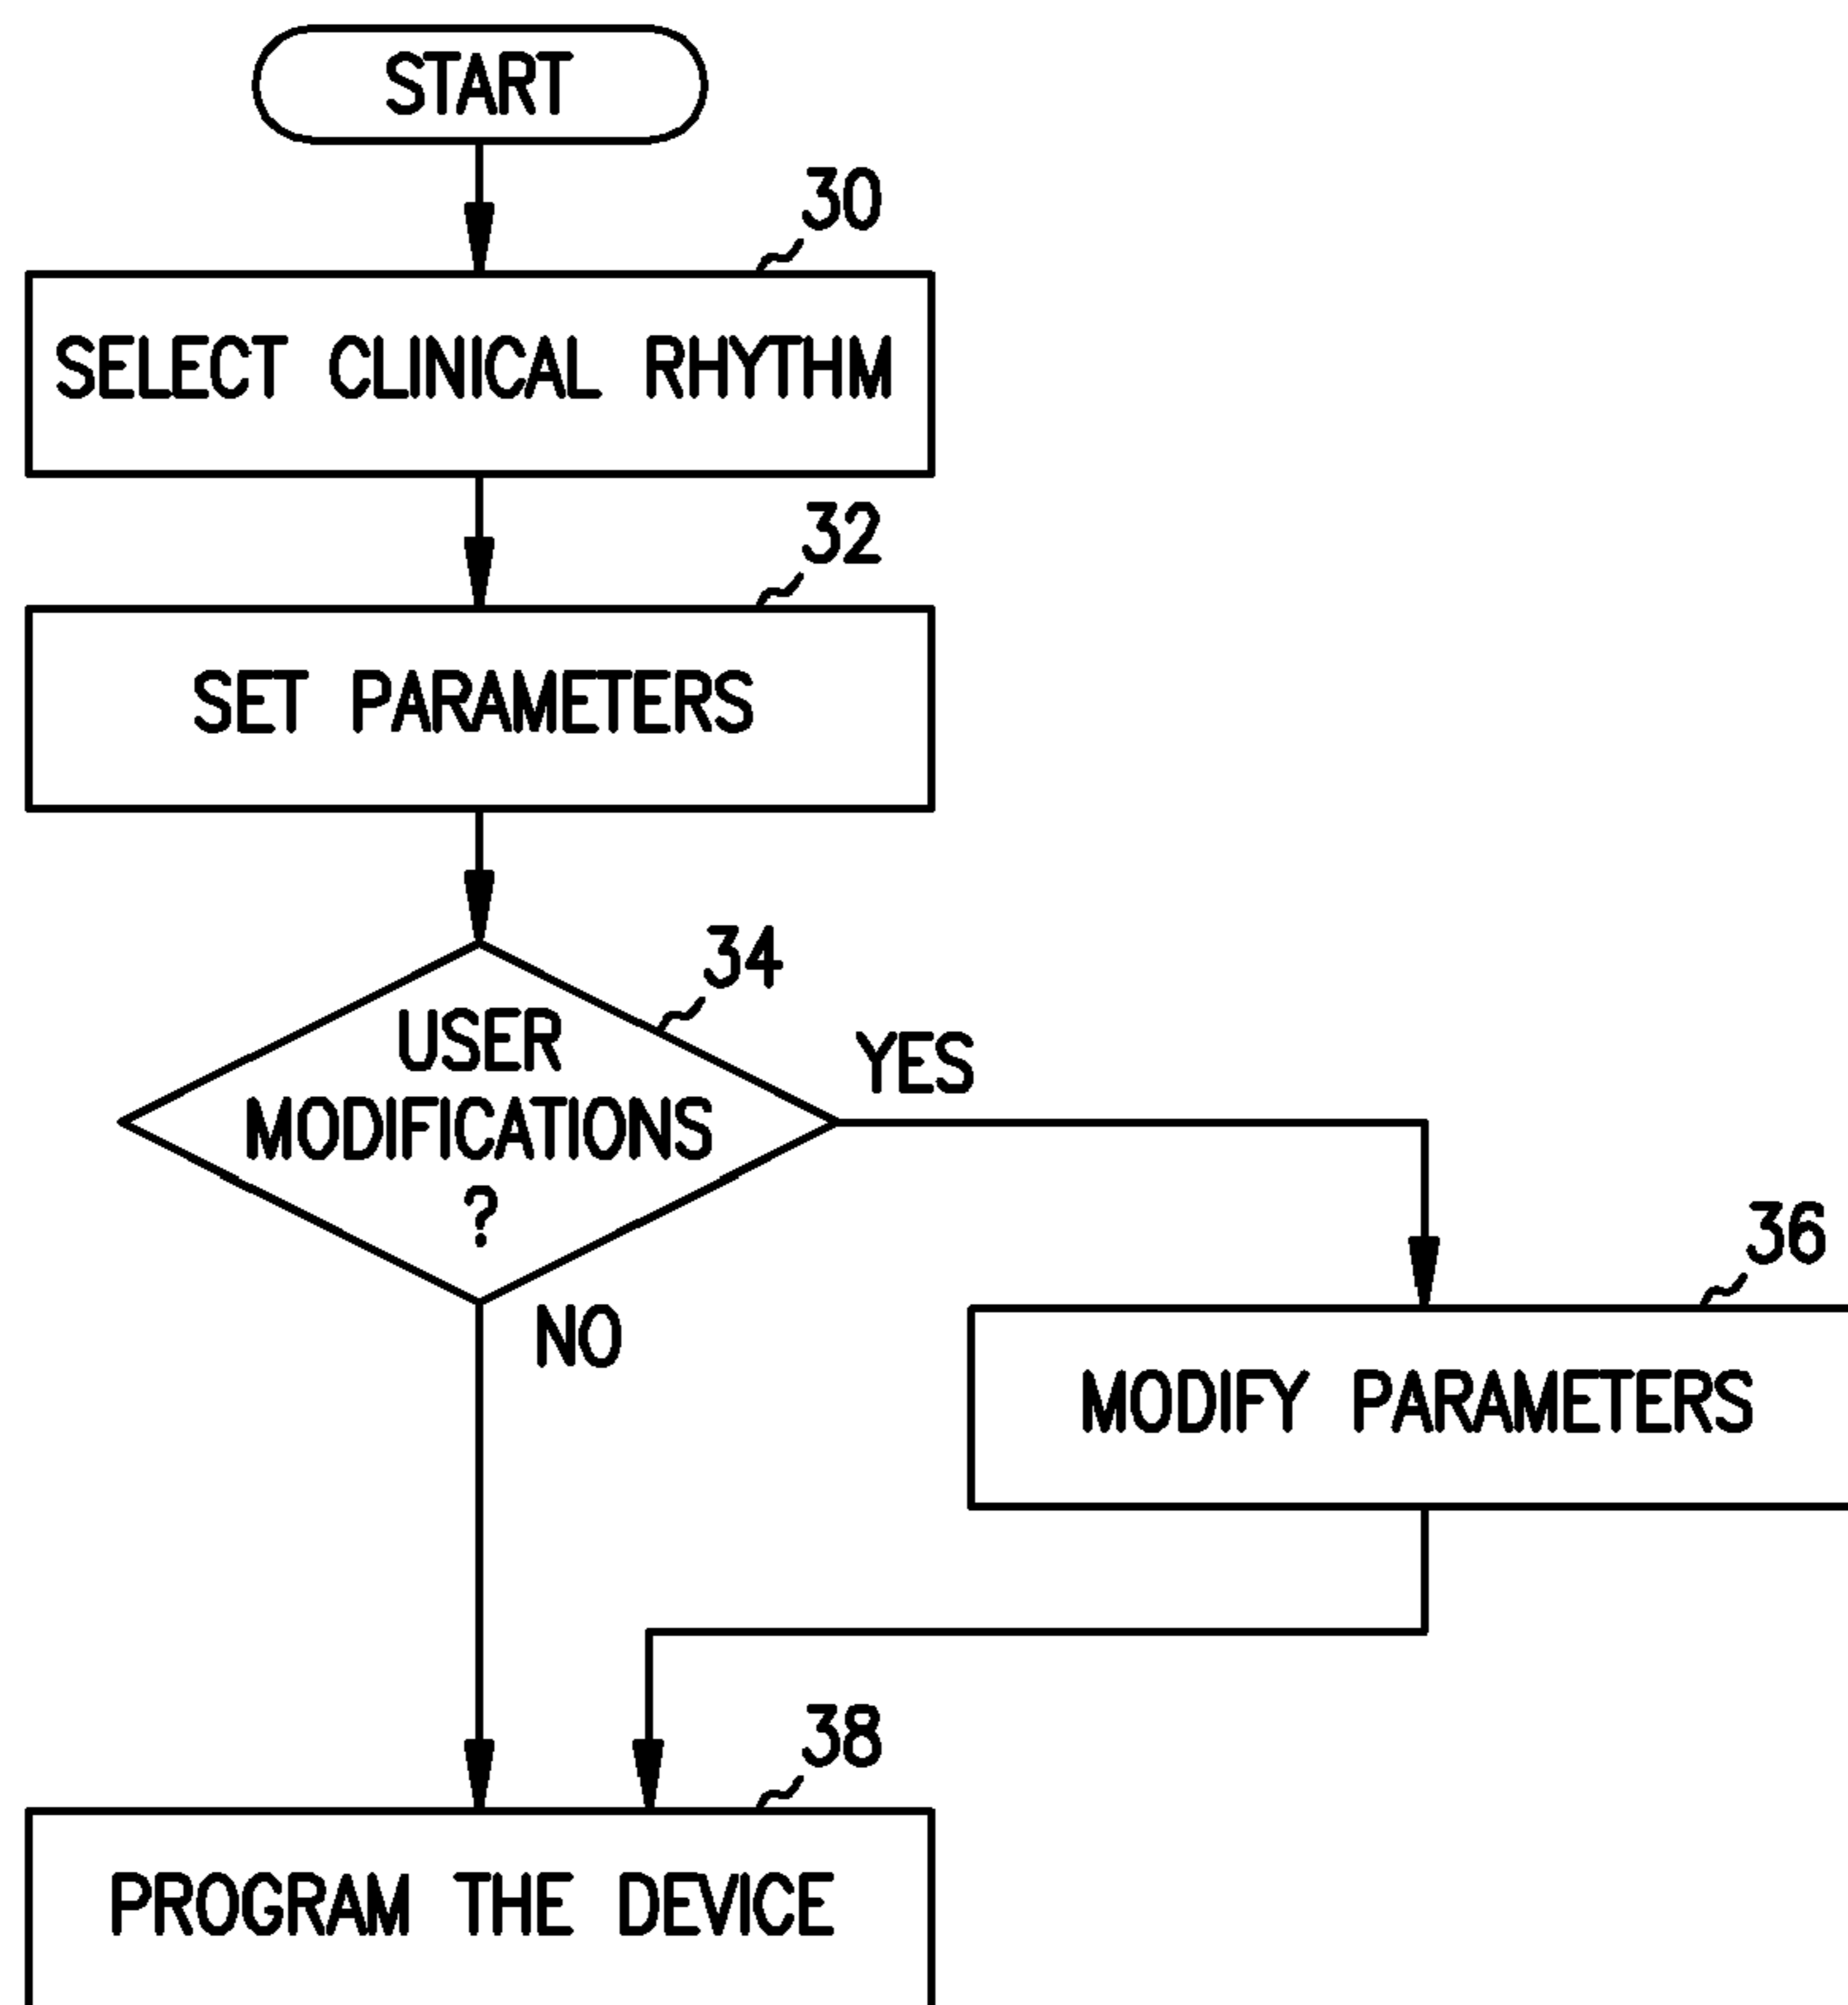 START
30
SELECT CLINICAL RHYTHM
32
SET PARAMETERS
34
USER
MODIFICATIONS
?
YES
NO
36
MODIFY PARAMETERS
38
PROGRAM THE DEVICE